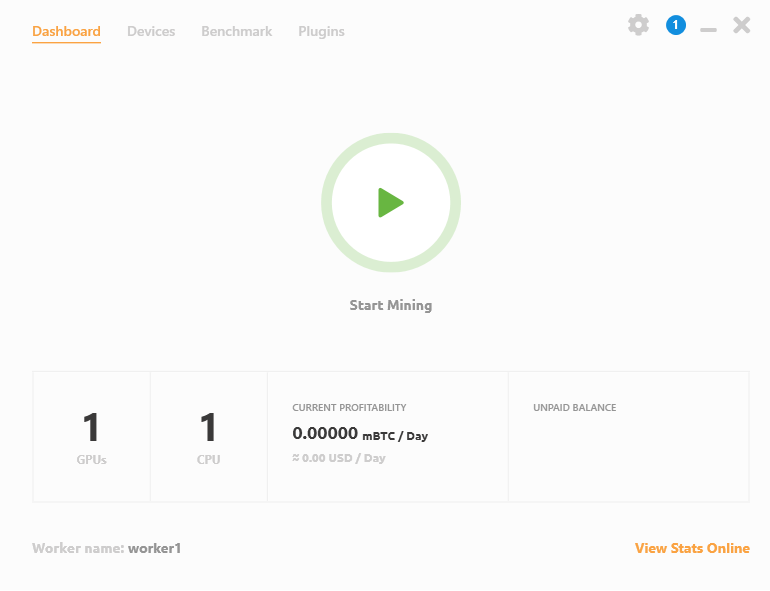 Dashboard Devices Benchmark Plugins 1
Start Mining
1 GPUs
1 CPU
CURRENT PROFITABILITY
0.00000 mBTC / Day
≈ 0.00 USD / Day
UNPAID BALANCE
Worker name: worker1
View Stats Online